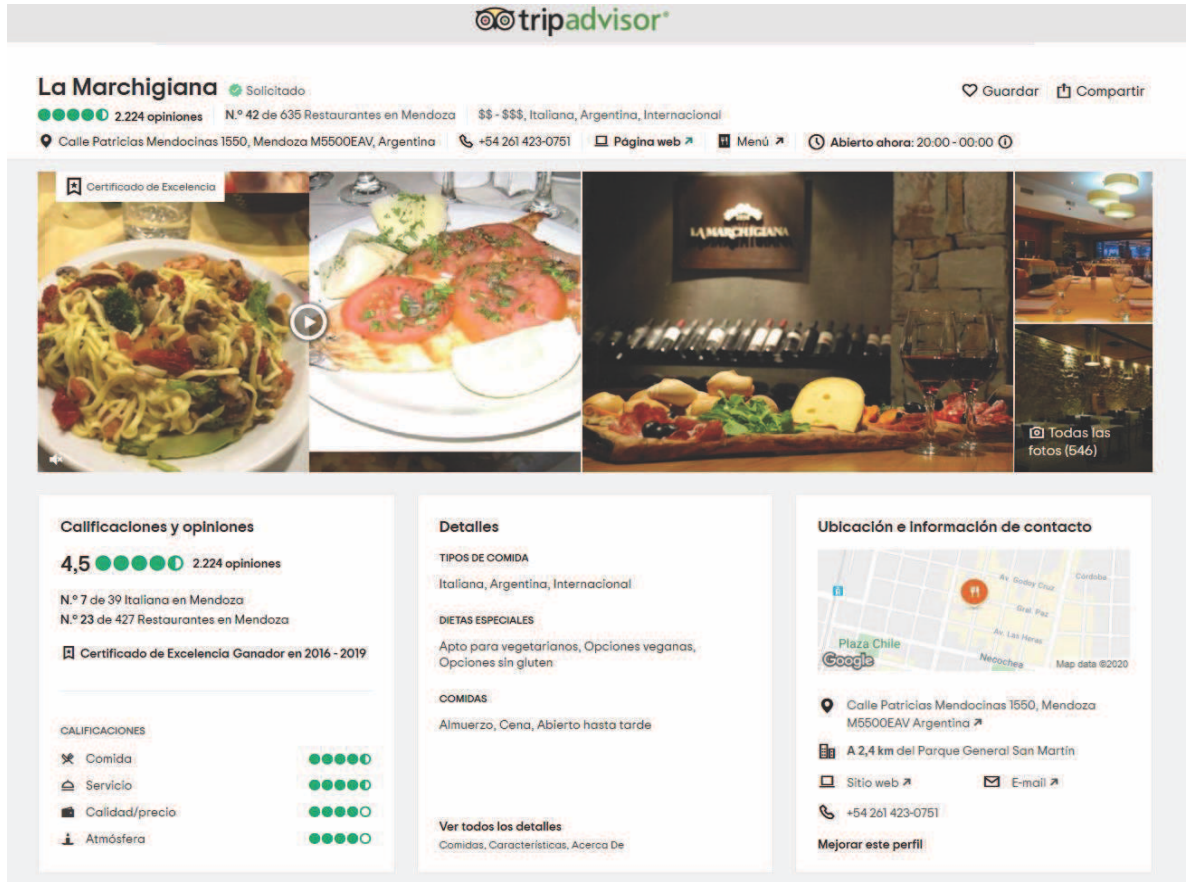 tripadvisor®
La Marchigiana Solicitado
Guardar Compartir
2.224 opiniones N.º 42 de 635 Restaurantes en Mendoza $$ - $$$, Italiana, Argentina, Internacional
Calle Patricias Mendocinas 1550, Mendoza M5500EAV, Argentina +54 261 423-0751 Página web Menú Abierto ahora: 20:00 - 00:00
Certificado de Excelencia
LA MARCHIGIANA
Todas las
fotos (546)
Calificaciones y opiniones
4,5 2.224 opiniones
N.º 7 de 39 Italiana en Mendoza
N.º 23 de 427 Restaurantes en Mendoza
Certificado de Excelencia Ganador en 2016 - 2019
CALIFICACIONES
Comida
Servicio
Calidad/precio
Atmósfera
Detalles
TIPOS DE COMIDA
Italiana, Argentina, Internacional
DIETAS ESPECIALES
Apto para vegetarianos, Opciones veganas,
Opciones sin gluten
COMIDAS
Almuerzo, Cena, Abierto hasta tarde
Ver todos los detalles
Comidas, Características, Acerca De
Ubicación e información de contacto
Av. Godoy Cruz
Cordoba
Gral. Paz
Av. Las Heras
Plaza Chile
Necochea
Google
Map data ©2020
Calle Patricias Mendocinas 1550, Mendoza
M5500EAV Argentina
A 2,4 km del Parque General San Martín
Sitio web E-mail
+54 261 423-0751
Mejorar este perfil